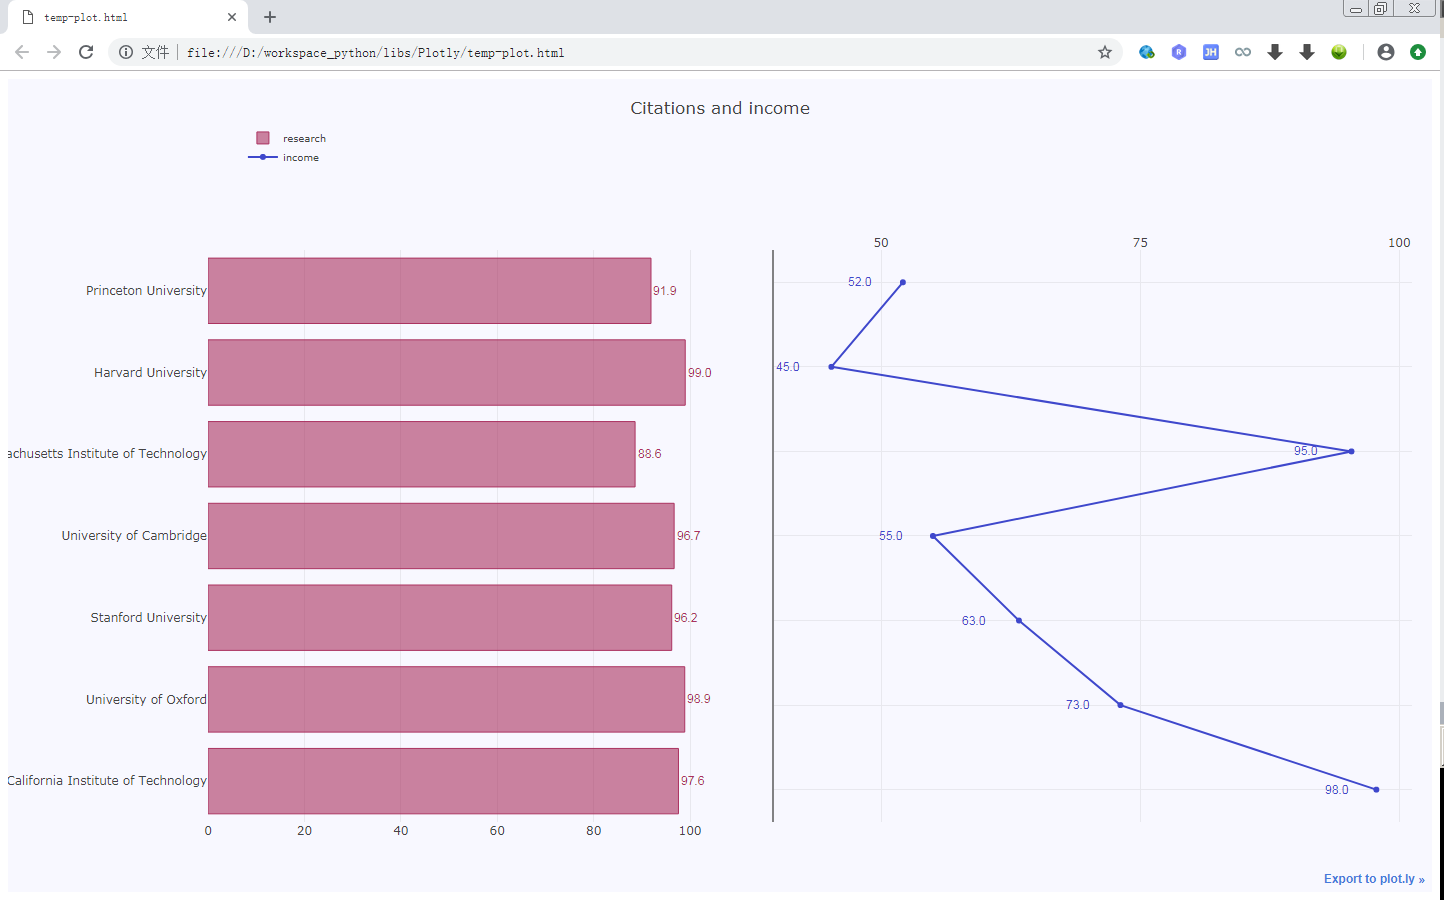 temp-plot.html
文件
file:///D:/workspace_python/libs/Plotly/temp-plot.html
R
JH
Citations and income
research
income
50 75 100
Princeton University 91.9 52.0
Harvard University 99.0 45.0
achusetts Institute of Technology 88.6 95.0
University of Cambridge 96.7 55.0
Stanford University 96.2 63.0
University of Oxford 98.9 73.0
California Institute of Technology 97.6 98.0
0 20 40 60 80 100
Export to plot.ly »